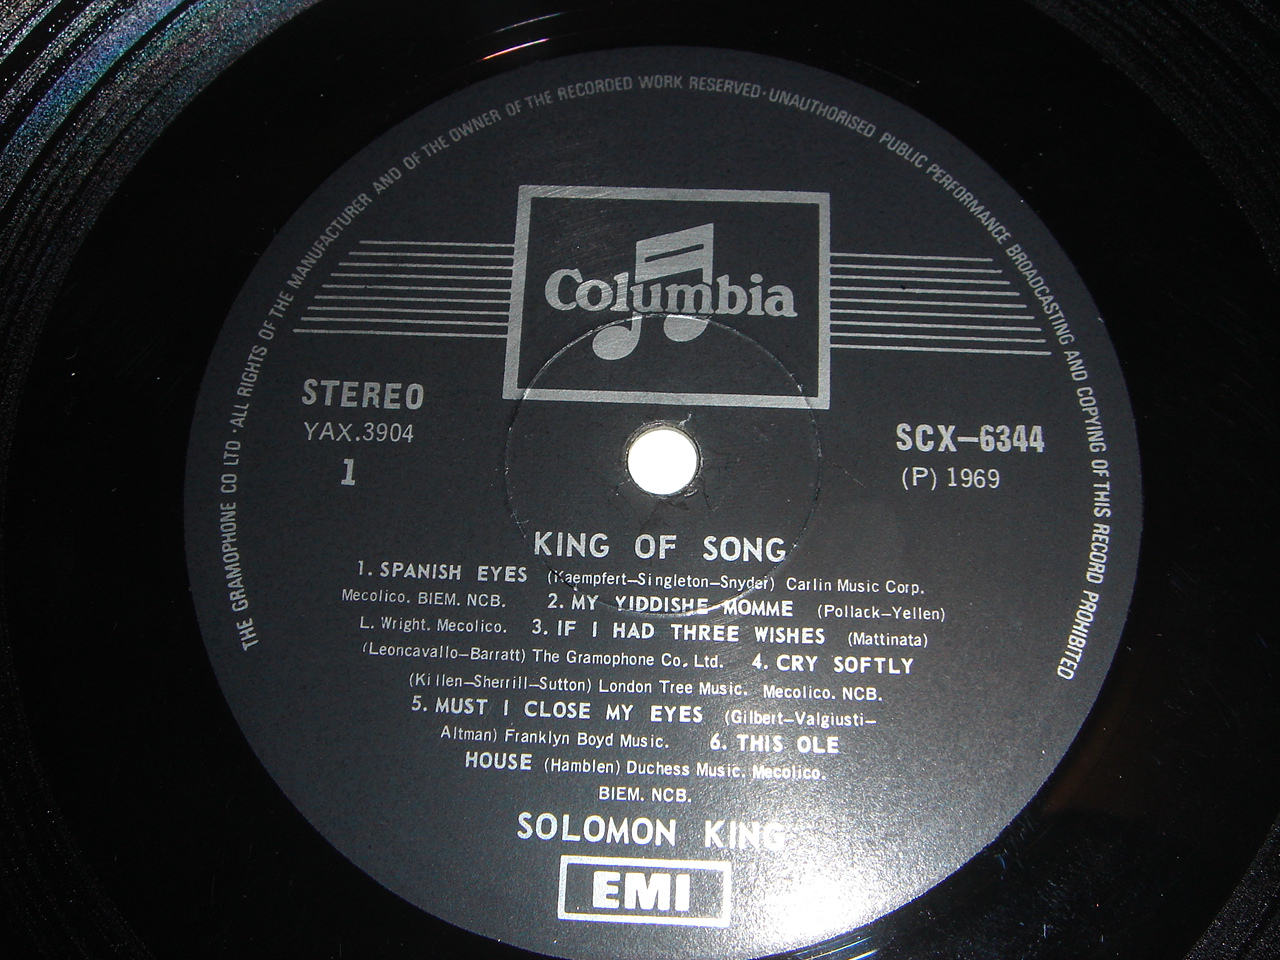 THE GRAMOPHONE CO LTD · ALL RIGHTS OF THE MANUFACTURER AND OF THE OWNER OF THE RECORDED WORK RESERVED · UNAUTHORISED PUBLIC PERFORMANCE BROADCASTING AND COPYING OF THIS RECORD PROHIBITED
Columbia
STEREO
YAX.3904
1
SCX-6344
(P) 1969
KING OF SONG
1. SPANISH EYES (Kaempfert-Singleton-Snyder) Carlin Music Corp.
Mecolico. BIEM. NCB. 2. MY YIDDISHE MOMME (Pollack-Yellen)
L. Wright. Mecolico. 3. IF I HAD THREE WISHES (Mattinata)
(Leoncavallo-Barratt) The Gramophone Co. Ltd. 4. CRY SOFTLY
(Killen-Sherrill-Sutton) London Tree Music. Mecolico. NCB.
5. MUST I CLOSE MY EYES (Gilbert-Valgiusti-
Altman) Franklyn Boyd Music. 6. THIS OLE
HOUSE (Hamblen) Duchess Music. Mecolico.
BIEM. NCB.
SOLOMON KING
EMI